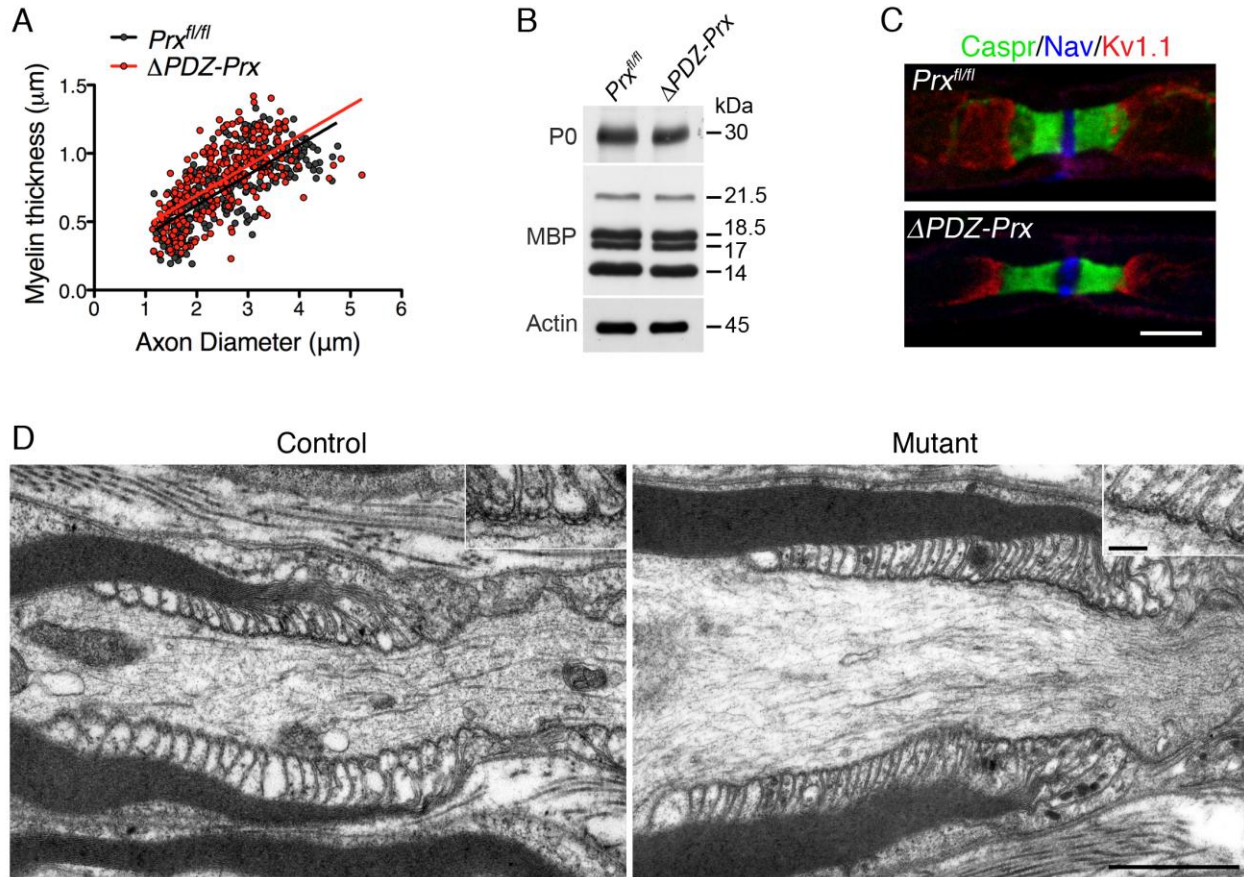 A
Prx^fl/fl
ΔPDZ-Prx
Myelin thickness (µm)
1.5
1.0
0.5
0.0
0 1 2 3 4 5 6
Axon Diameter (µm)
B
Prx^fl/fl ΔPDZ-Prx
kDa
P0 30
21.5
MBP 18.5
17
14
Actin 45
C
Caspr/Nav/Kv1.1
Prx^fl/fl
ΔPDZ-Prx
D
Control Mutant